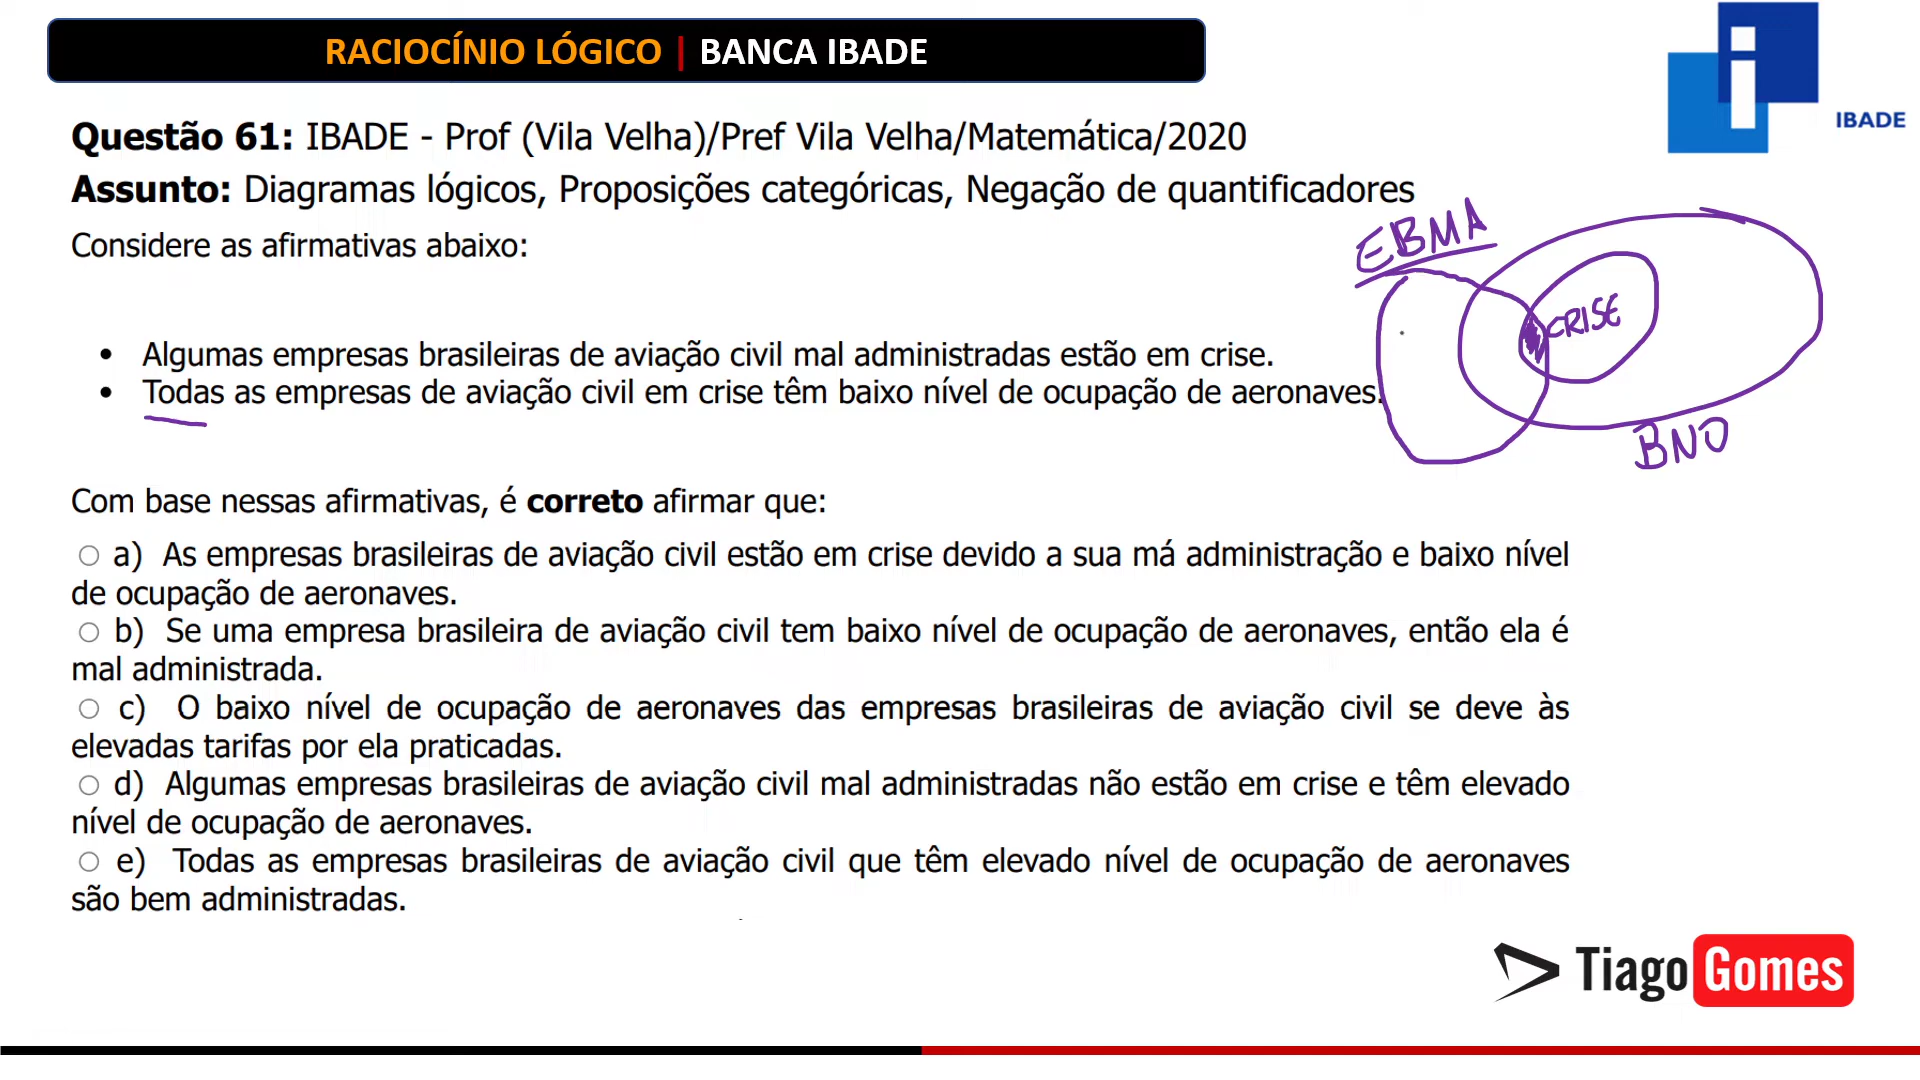 RACIOCÍNIO LÓGICO | BANCA IBADE
IBADE
Questão 61: IBADE - Prof (Vila Velha)/Pref Vila Velha/Matemática/2020
Assunto: Diagramas lógicos, Proposições categóricas, Negação de quantificadores
Considere as afirmativas abaixo:
EBMA
CRISE
BNO
• Algumas empresas brasileiras de aviação civil mal administradas estão em crise.
• Todas as empresas de aviação civil em crise têm baixo nível de ocupação de aeronaves.
Com base nessas afirmativas, é correto afirmar que:
a) As empresas brasileiras de aviação civil estão em crise devido a sua má administração e baixo nível
de ocupação de aeronaves.
b) Se uma empresa brasileira de aviação civil tem baixo nível de ocupação de aeronaves, então ela é
mal administrada.
c) O baixo nível de ocupação de aeronaves das empresas brasileiras de aviação civil se deve às
elevadas tarifas por ela praticadas.
d) Algumas empresas brasileiras de aviação civil mal administradas não estão em crise e têm elevado
nível de ocupação de aeronaves.
e) Todas as empresas brasileiras de aviação civil que têm elevado nível de ocupação de aeronaves
são bem administradas.
Tiago Gomes